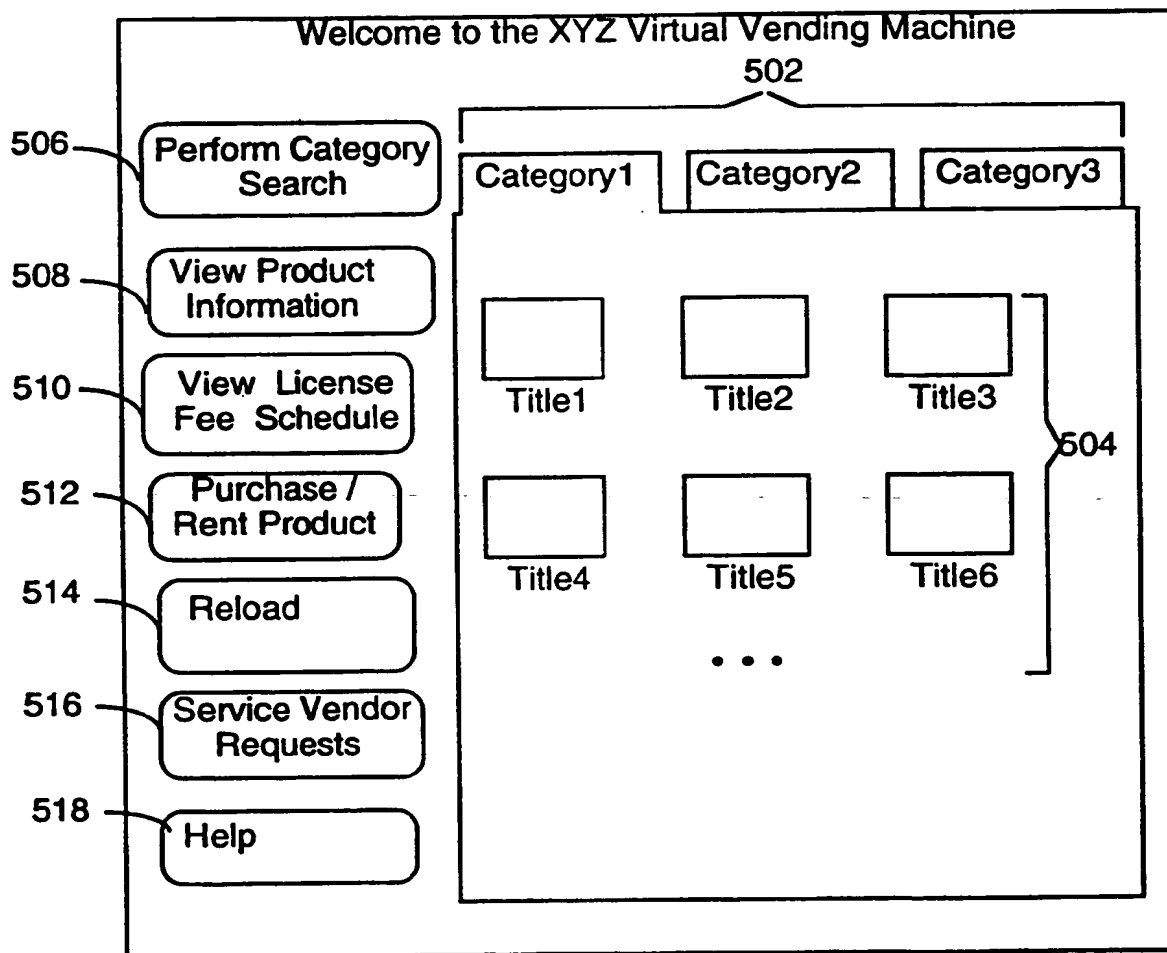 Welcome to the XYZ Virtual Vending Machine
502
506
Perform Category
Search
Category1
Category2
Category3
508
View Product
Information
510
View License
Fee Schedule
Title1
Title2
Title3
504
512
Purchase /
Rent Product
Title4
Title5
Title6
514
Reload
• • •
516
Service Vendor
Requests
518
Help